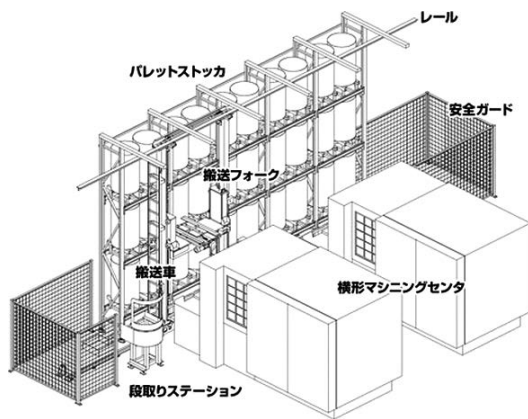 レール
パレットストッカ
安全ガード
搬送フォーク
搬送車
横形マシニングセンタ
段取りステーション